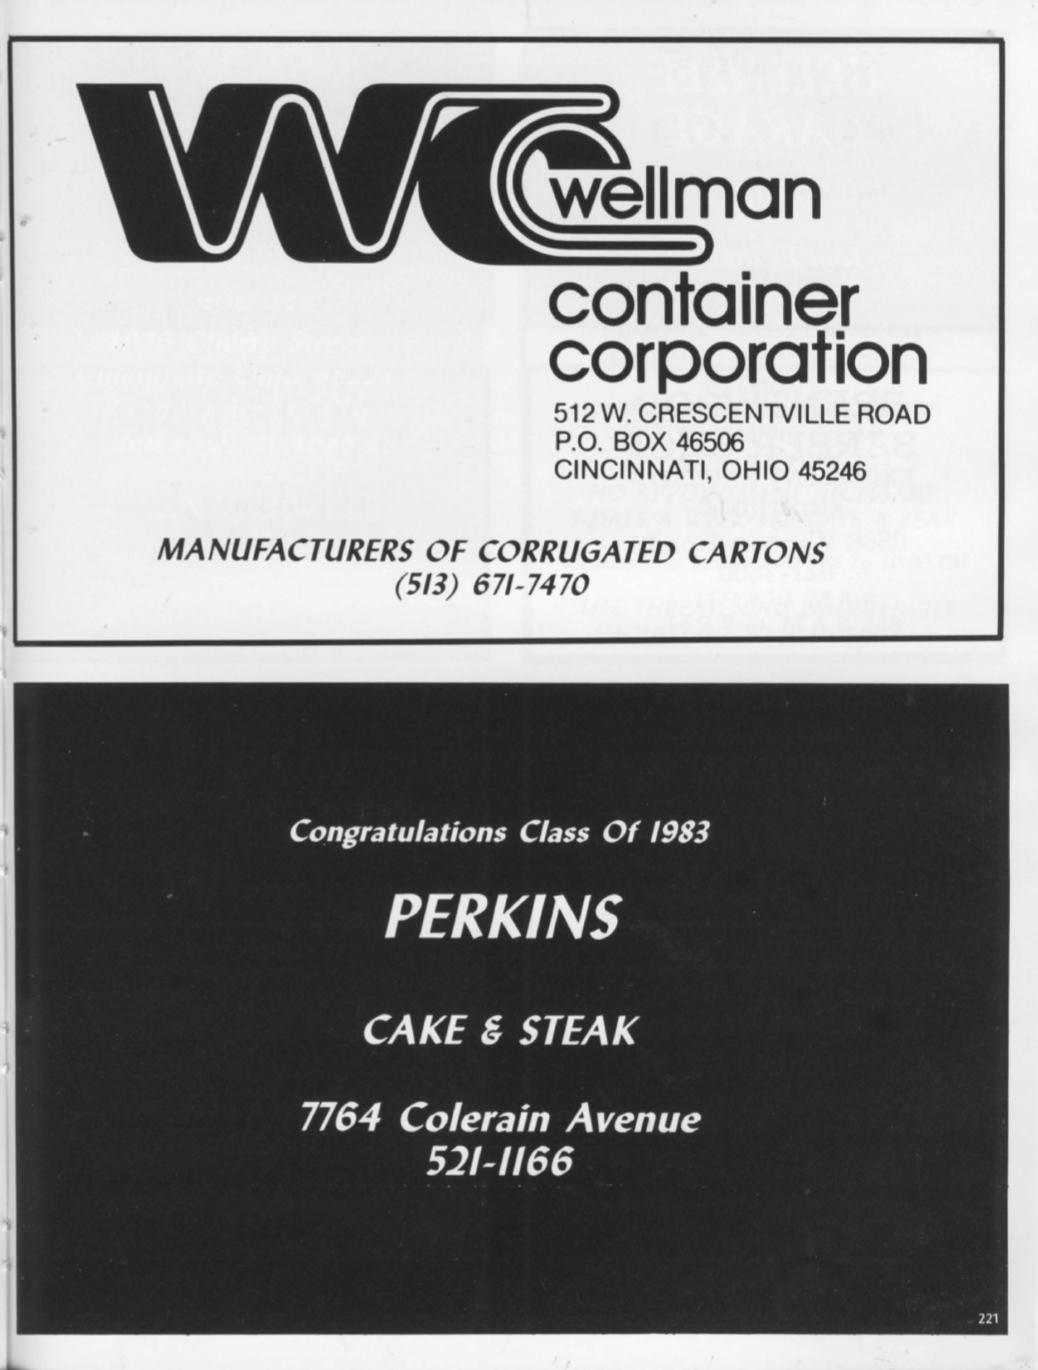 WC
wellman
container
corporation
512 W. CRESCENTVILLE ROAD
P.O. BOX 46506
CINCINNATI, OHIO 45246
MANUFACTURERS OF CORRUGATED CARTONS
(513) 671-7470
Congratulations Class Of 1983
PERKINS
CAKE & STEAK
7764 Colerain Avenue
521-1166
221